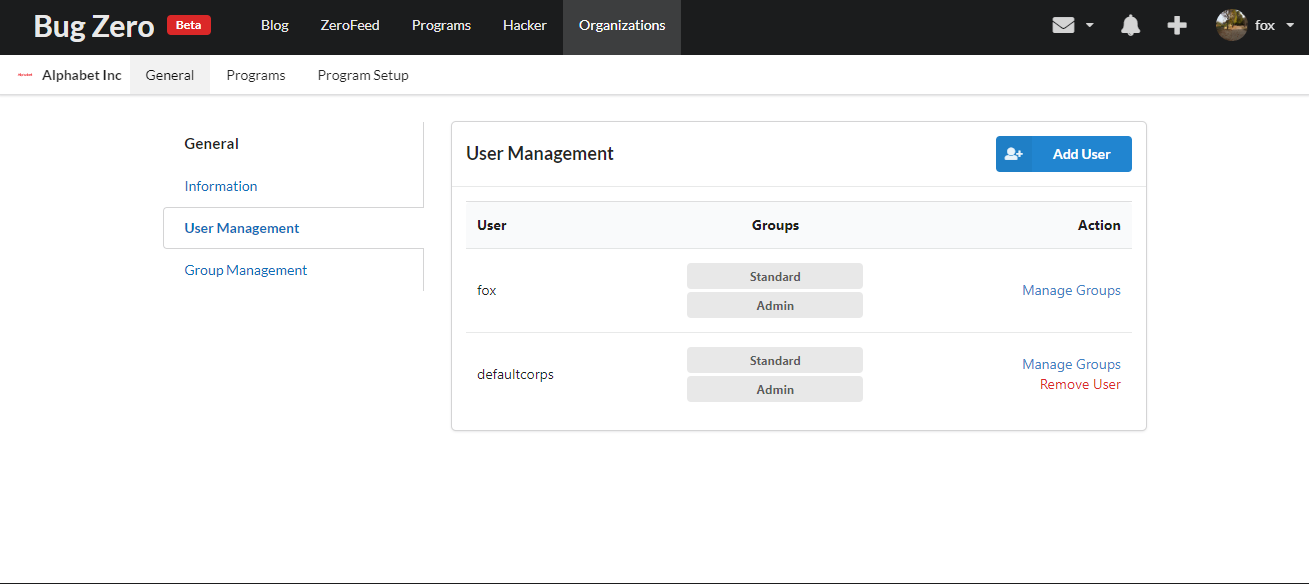 Bug Zero Beta Blog ZeroFeed Programs Hacker Organizations fox
Alphabet Inc General Programs Program Setup
General
Information
User Management
Group Management
User Management Add User
User Groups Action
fox Standard Admin Manage Groups
defaultcorps Standard Admin Manage Groups
Remove User